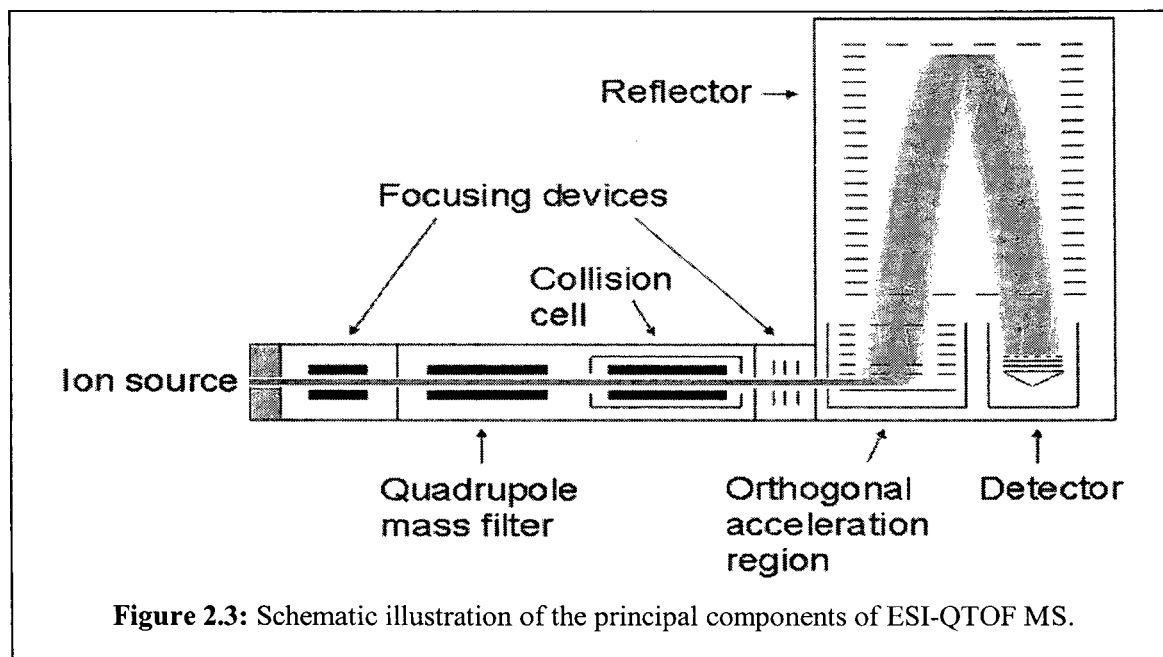 Reflector
Focusing devices
Collision
cell
Ion source
Quadrupole
mass filter
Orthogonal
acceleration
region
Detector
Figure 2.3: Schematic illustration of the principal components of ESI-QTOF MS.